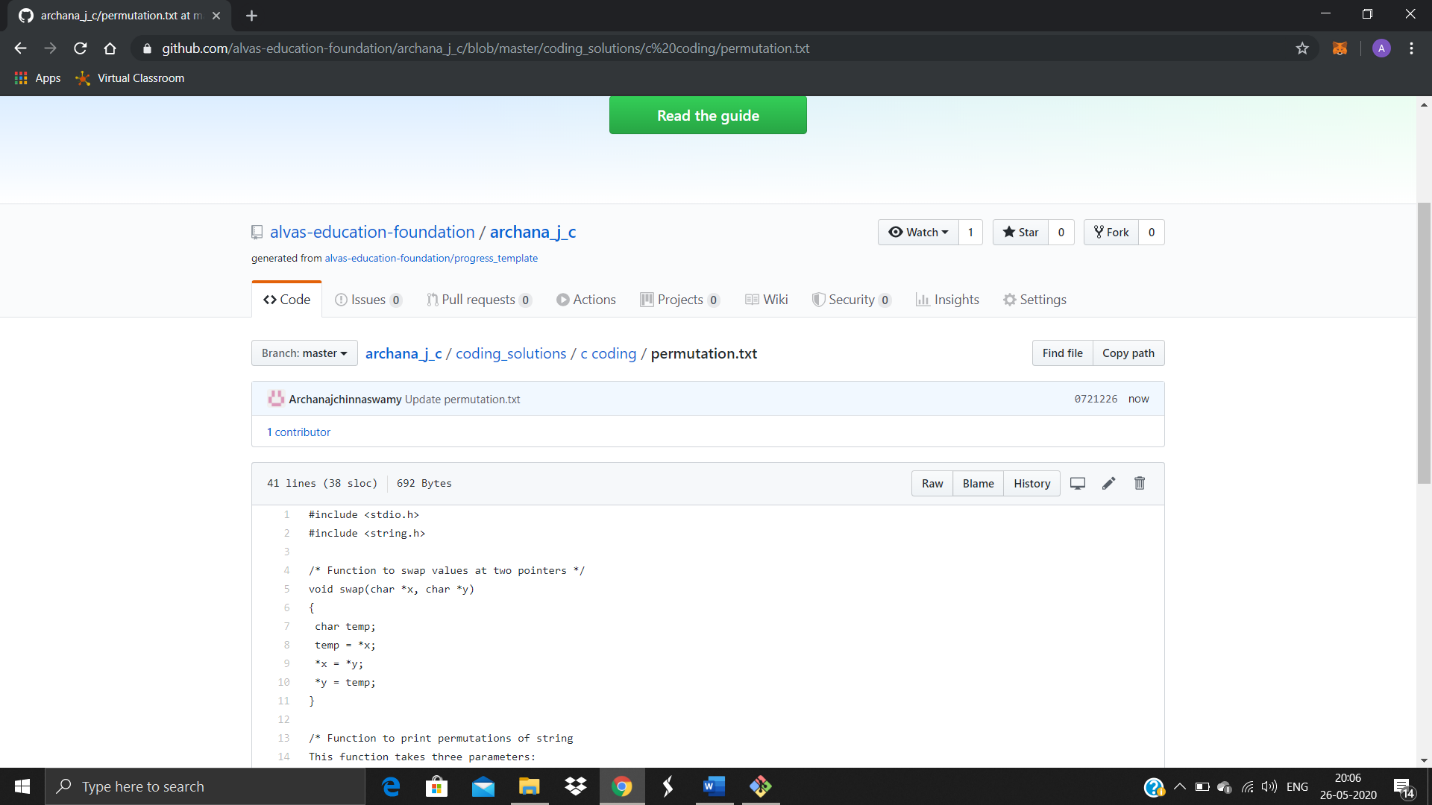 archana_j_c/permutation.txt at m
github.com/alvas-education-foundation/archana_j_c/blob/master/coding_solutions/c%20coding/permutation.txt
A
Apps Virtual Classroom
Read the guide
alvas-education-foundation / archana_j_c
Watch 1 Star 0 Fork 0
generated from alvas-education-foundation/progress_template
Code Issues 0 Pull requests 0 Actions Projects 0 Wiki Security 0 Insights Settings
Branch: master archana_j_c / coding_solutions / c coding / permutation.txt Find file Copy path
Archanajchinnaswamy Update permutation.txt 0721226 now
1 contributor
41 lines (38 sloc) 692 Bytes Raw Blame History
1 #include <stdio.h>
2 #include <string.h>
3
4 /* Function to swap values at two pointers */
5 void swap(char *x, char *y)
6 {
7 char temp;
8 temp = *x;
9 *x = *y;
10 *y = temp;
11 }
12
13 /* Function to print permutations of string
14 This function takes three parameters:
Type here to search ENG 20:06
26-05-2020 14